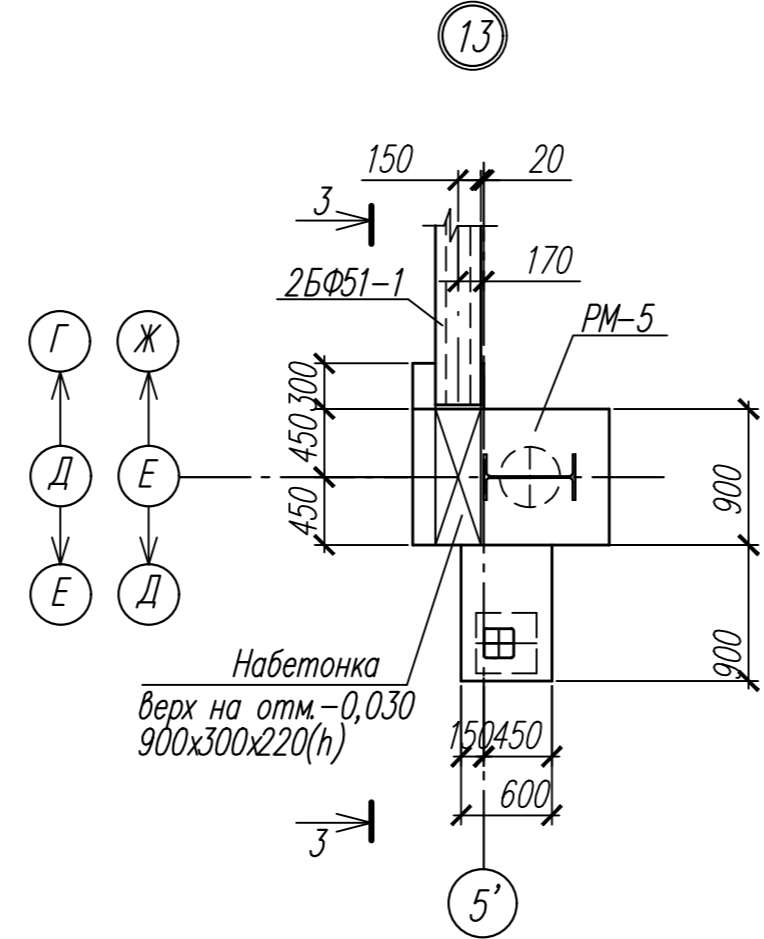 13
150
20
3
170
2БФ51-1
РМ-5
Г
Ж
300
450
Д
Е
450
900
Е
Д
900
Набетонка
верх на отм.-0,030
900х300х220(h)
150
450
600
3
5'